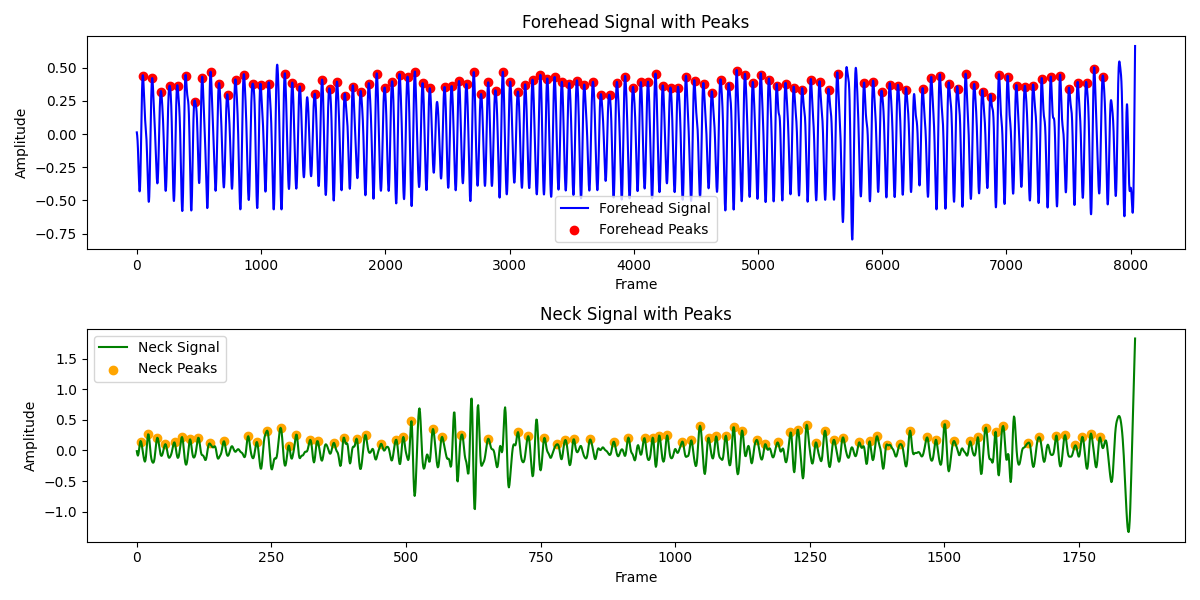 Forehead Signal with Peaks
Amplitude
0.50
0.25
0.00
−0.25
−0.50
−0.75
Forehead Signal
Forehead Peaks
0 1000 2000 3000 4000 5000 6000 7000 8000
Frame
Neck Signal with Peaks
Amplitude
Neck Signal
Neck Peaks
1.5
1.0
0.5
0.0
−0.5
−1.0
0 250 500 750 1000 1250 1500 1750
Frame